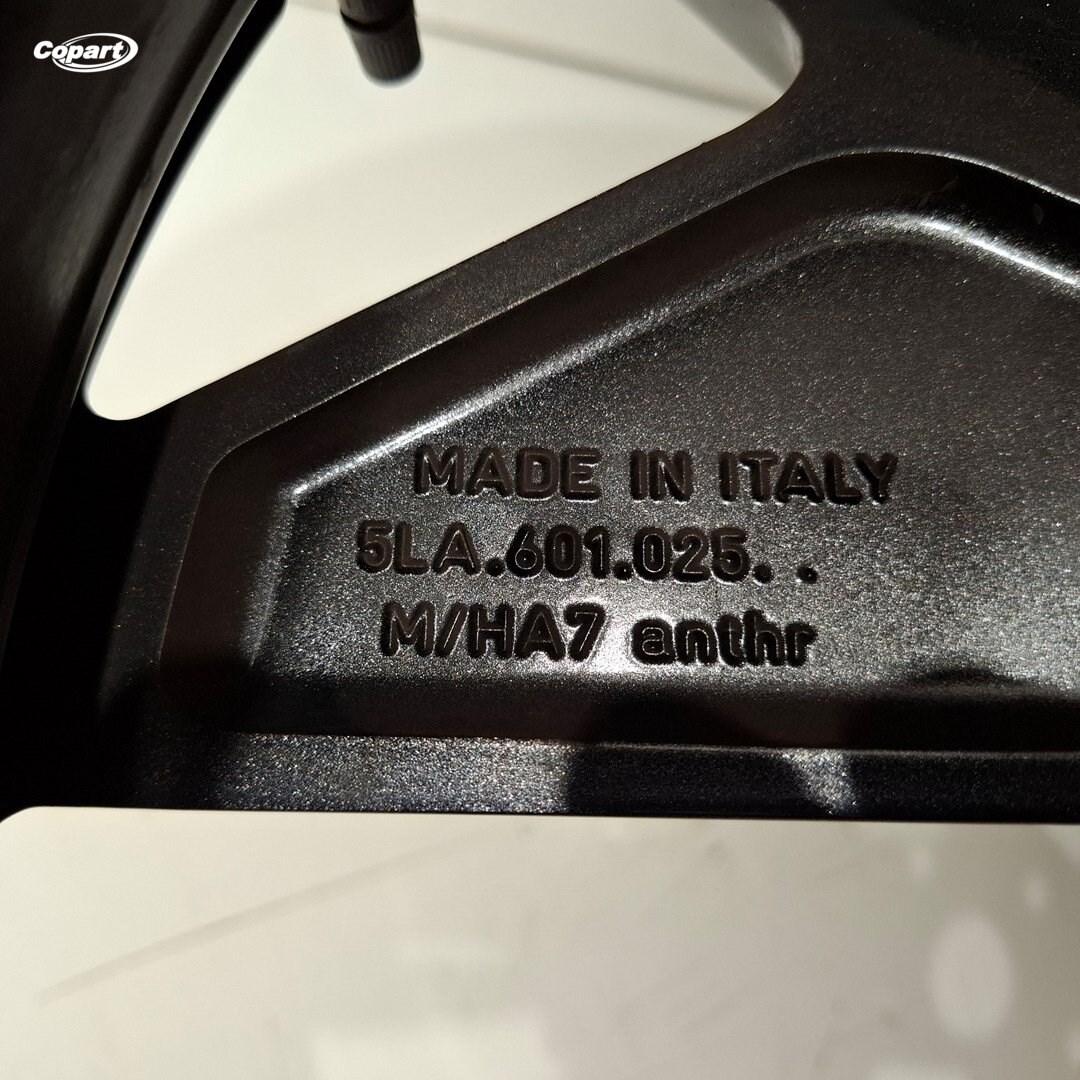 Copart
MADE IN ITALY
5LA.601.025. .
M/HA7 anthr